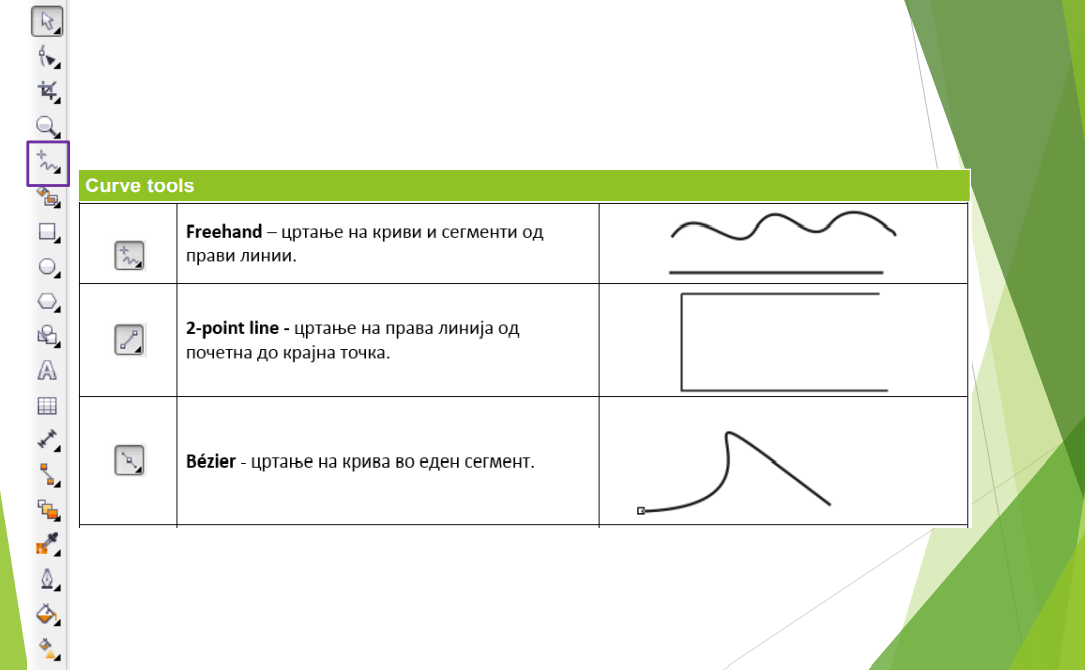 Curve tools
Freehand – цртање на криви и сегменти од
прави линии.
2-point line - цртање на права линија од
почетна до крајна точка.
Bézier - цртање на крива во еден сегмент.